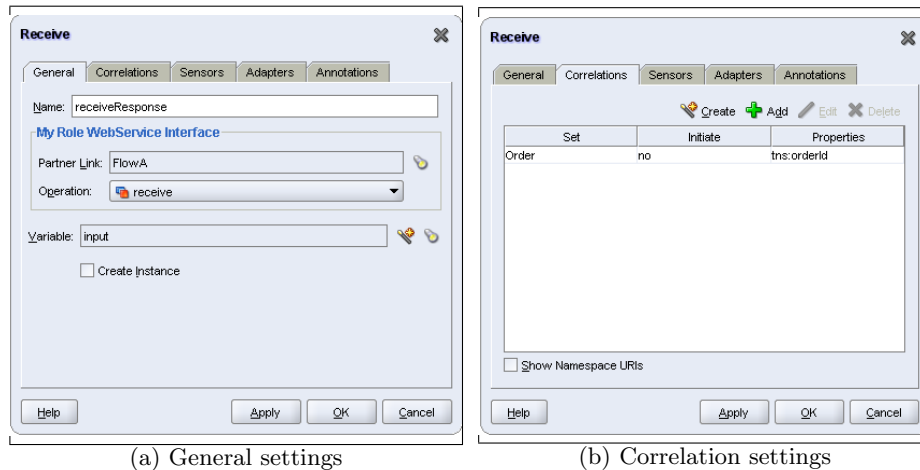 Receive
General Correlations Sensors Adapters Annotations
Name: receiveResponse
My Role WebService Interface
Partner Link: FlowA
Operation: receive
Variable: input
Create Instance
Help Apply OK Cancel
(a) General settings
Receive
General Correlations Sensors Adapters Annotations
Create Add Edit Delete
Set Initiate Properties
Order no tns:orderId
Show Namespace URIs
Help Apply OK Cancel
(b) Correlation settings